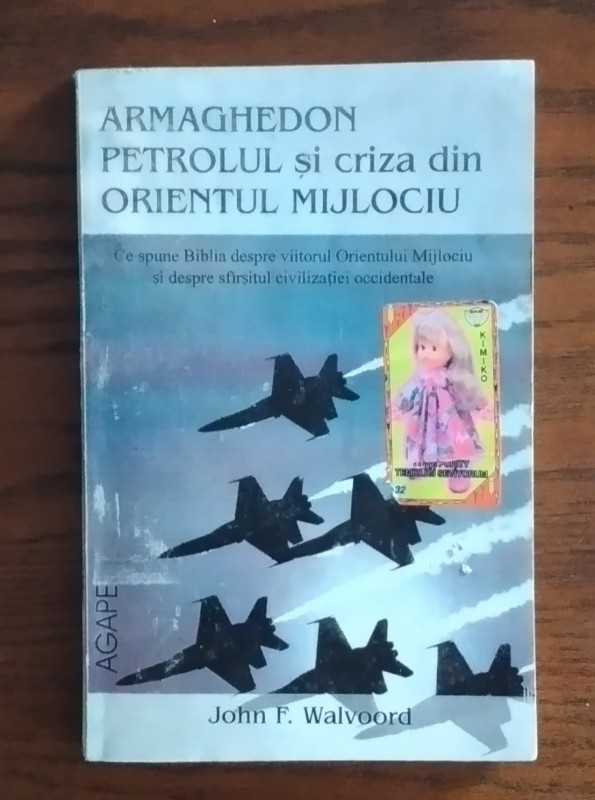 ARMAGHEDON
PETROLUL și criza din
ORIENTUL MIJLOCIU
Ce spune Biblia despre viitorul Orientului Mijlociu
și despre sfîrșitul civilizației occidentale
KIMIKO
32
AGAPE
John F. Walvoord